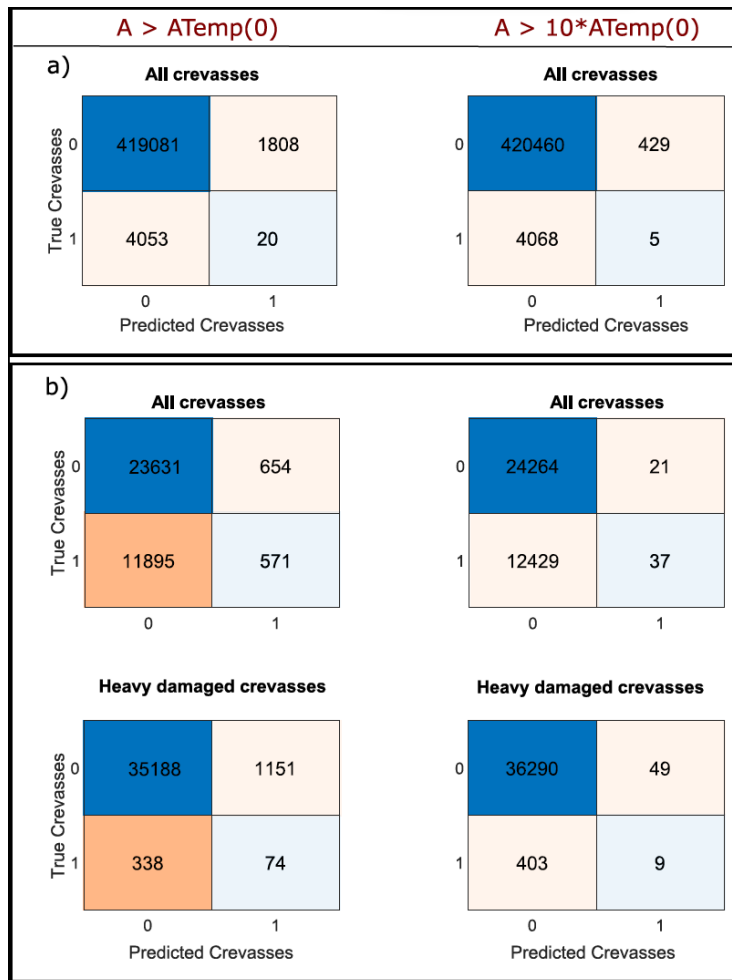 A > ATemp(0) A > 10*ATemp(0)
a)
All crevasses All crevasses
True Crevasses
0 419081 1808 0 420460 429
1 4053 20 1 4068 5
0 1 0 1
Predicted Crevasses Predicted Crevasses
b)
All crevasses All crevasses
True Crevasses
0 23631 654 0 24264 21
1 11895 571 1 12429 37
0 1 0 1
Heavy damaged crevasses Heavy damaged crevasses
True Crevasses
0 35188 1151 0 36290 49
1 338 74 1 403 9
0 1 0 1
Predicted Crevasses Predicted Crevasses